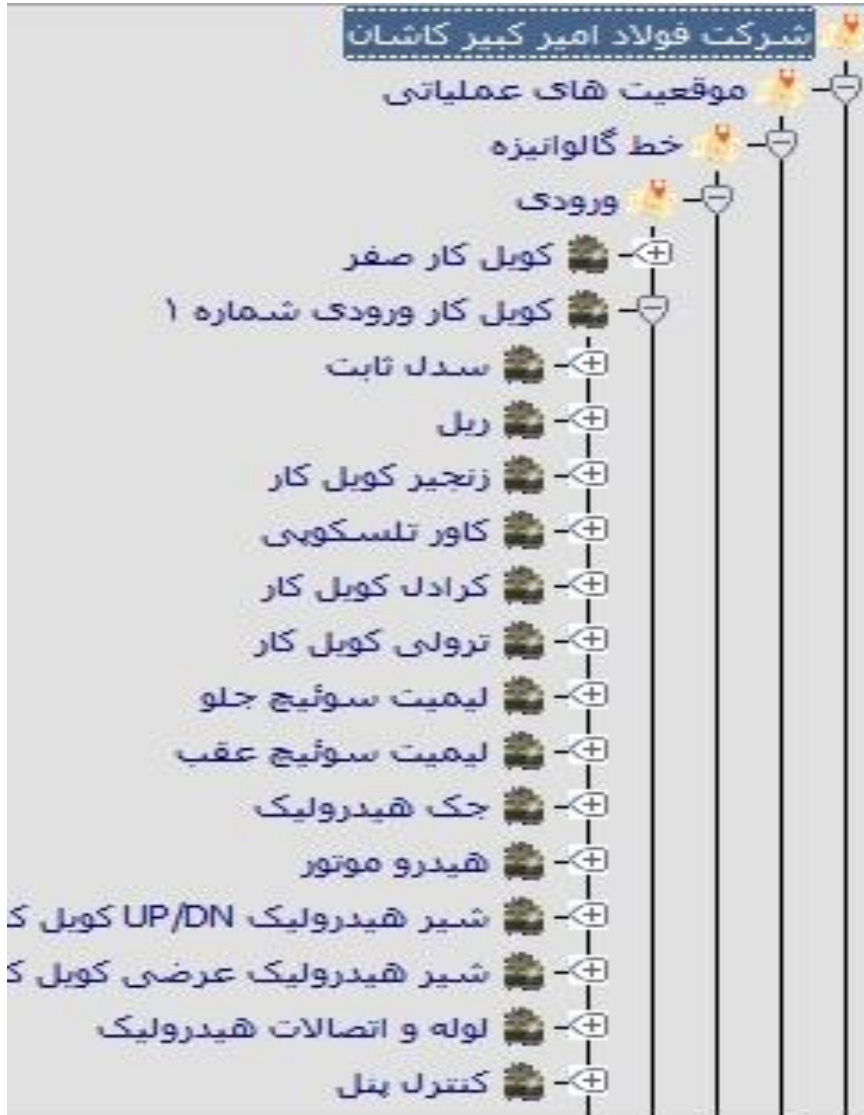 شرکت فولاد امیر کبیر کاشان
موقعیت های عملیاتی
خط گالوانیزه
ورودی
کویل کار صفر
کویل کار ورودی شماره ۱
سدل ثابت
ریل
زنجیر کویل کار
کاور تلسکوپی
کرادل کویل کار
ترولی کویل کار
لیمیت سوئیچ جلو
لیمیت سوئیچ عقب
جک هیدرولیک
هیدرو موتور
شیر هیدرولیک UP/DN کویل
شیر هیدرولیک عرضی کویل
لوله و اتصالات هیدرولیک
کنترل پنل